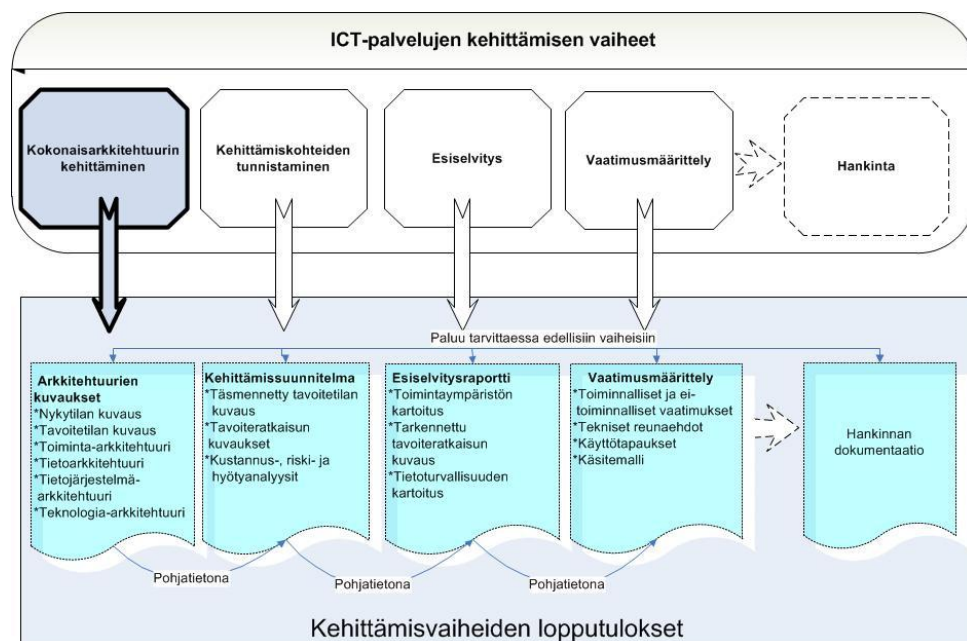 ICT-palvelujen kehittämisen vaiheet
Kokonaisarkkitehtuurin
kehittäminen
Kehittämiskohteiden
tunnistaminen
Esiselvitys
Vaatimusmäärittely
Hankinta
Paluu tarvittaessa edellisiin vaiheisiin
Arkkitehtuurien
kuvaukset
*Nykytilan kuvaus
*Tavoitetilan kuvaus
*Toiminta-arkkitehtuuri
*Tietoarkkitehtuuri
*Tietojärjestelmä-
arkkitehtuuri
*Teknologia-arkkitehtuuri
Kehittämissuunnitelma
*Täsmennetty tavoitetilan
kuvaus
*Tavoiteratkaisun
kuvaukset
*Kustannus-, riski- ja
hyötyanalyysit
Esiselvitysraportti
*Toimintaympäristön
kartoitus
*Tarkennettu
tavoiteratkaisun
kuvaus
*Tietoturvallisuuden
kartoitus
Vaatimusmäärittely
*Toiminnalliset ja ei-
toiminnalliset vaatimukset
*Tekniset reunaehdot
*Käyttötapaukset
*Käsitemalli
Hankinnan
dokumentaatio
Pohjatietona
Pohjatietona
Pohjatietona
Kehittämisvaiheiden lopputulokset